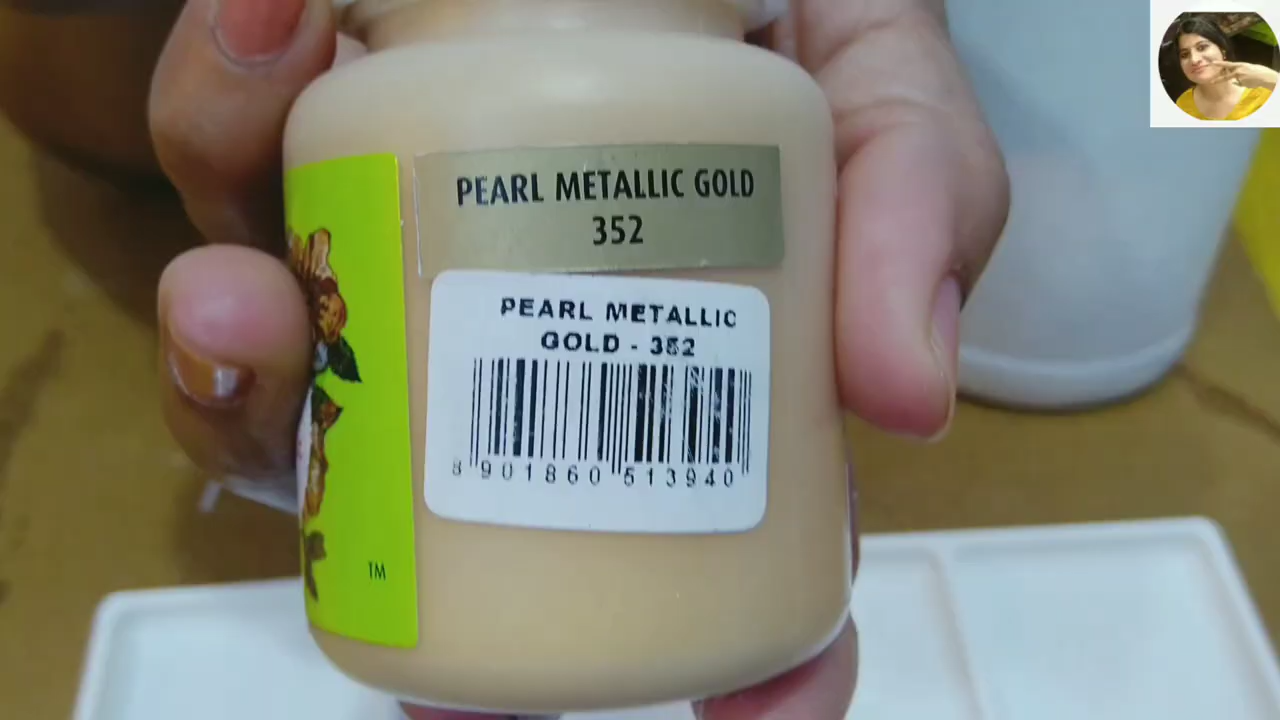 PEARL METALLIC GOLD
352
PEARL METALLIC
GOLD - 352
8 901860 513940
TM